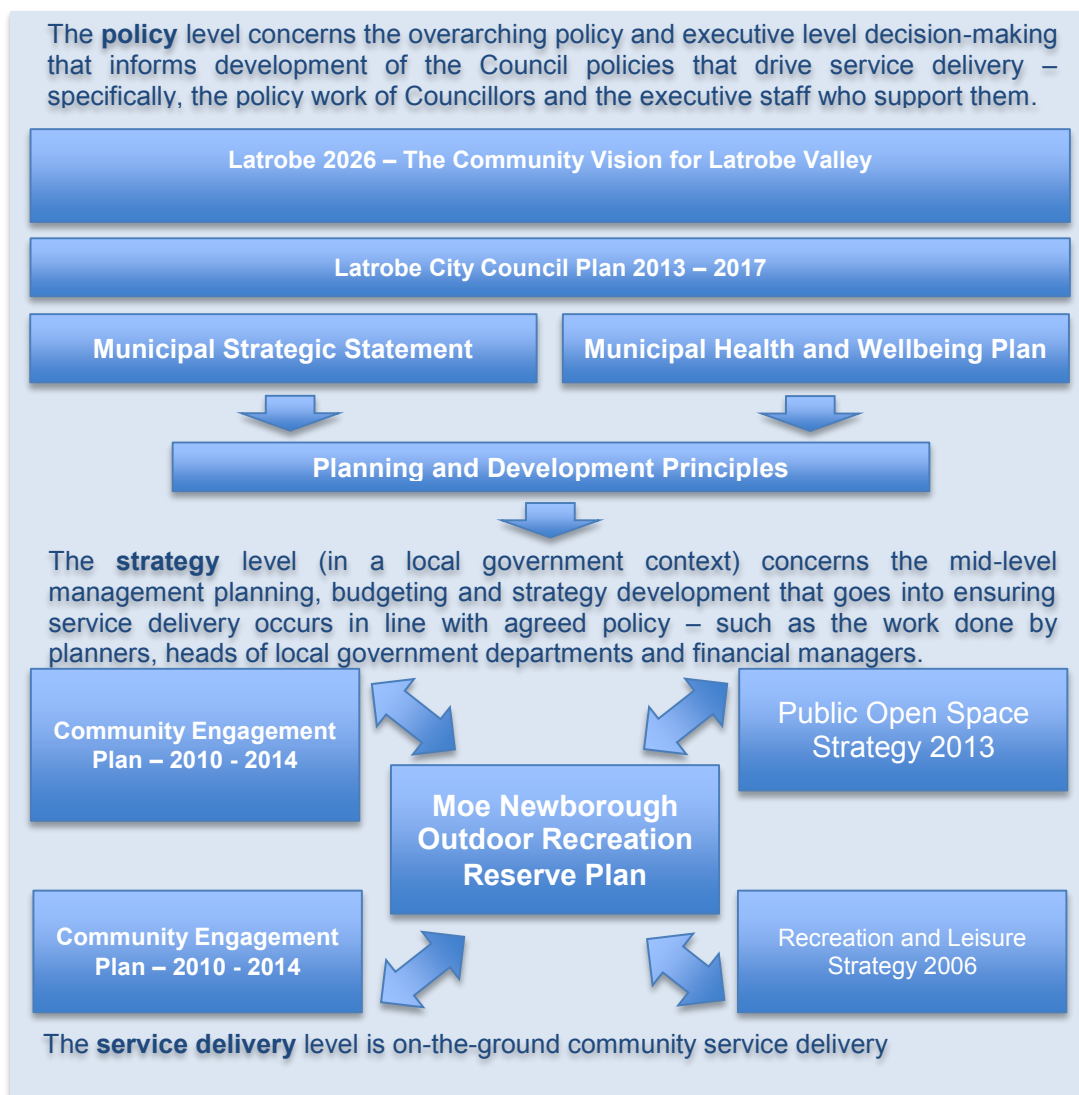 The policy level concerns the overarching policy and executive level decision-making
that informs development of the Council policies that drive service delivery –
specifically, the policy work of Councillors and the executive staff who support them.
Latrobe 2026 – The Community Vision for Latrobe Valley
Latrobe City Council Plan 2013 – 2017
Municipal Strategic Statement
Municipal Health and Wellbeing Plan
Planning and Development Principles
The strategy level (in a local government context) concerns the mid-level
management planning, budgeting and strategy development that goes into ensuring
service delivery occurs in line with agreed policy – such as the work done by
planners, heads of local government departments and financial managers.
Community Engagement
Plan – 2010 - 2014
Public Open Space
Strategy 2013
Moe Newborough
Outdoor Recreation
Reserve Plan
Community Engagement
Plan – 2010 - 2014
Recreation and Leisure
Strategy 2006
The service delivery level is on-the-ground community service delivery